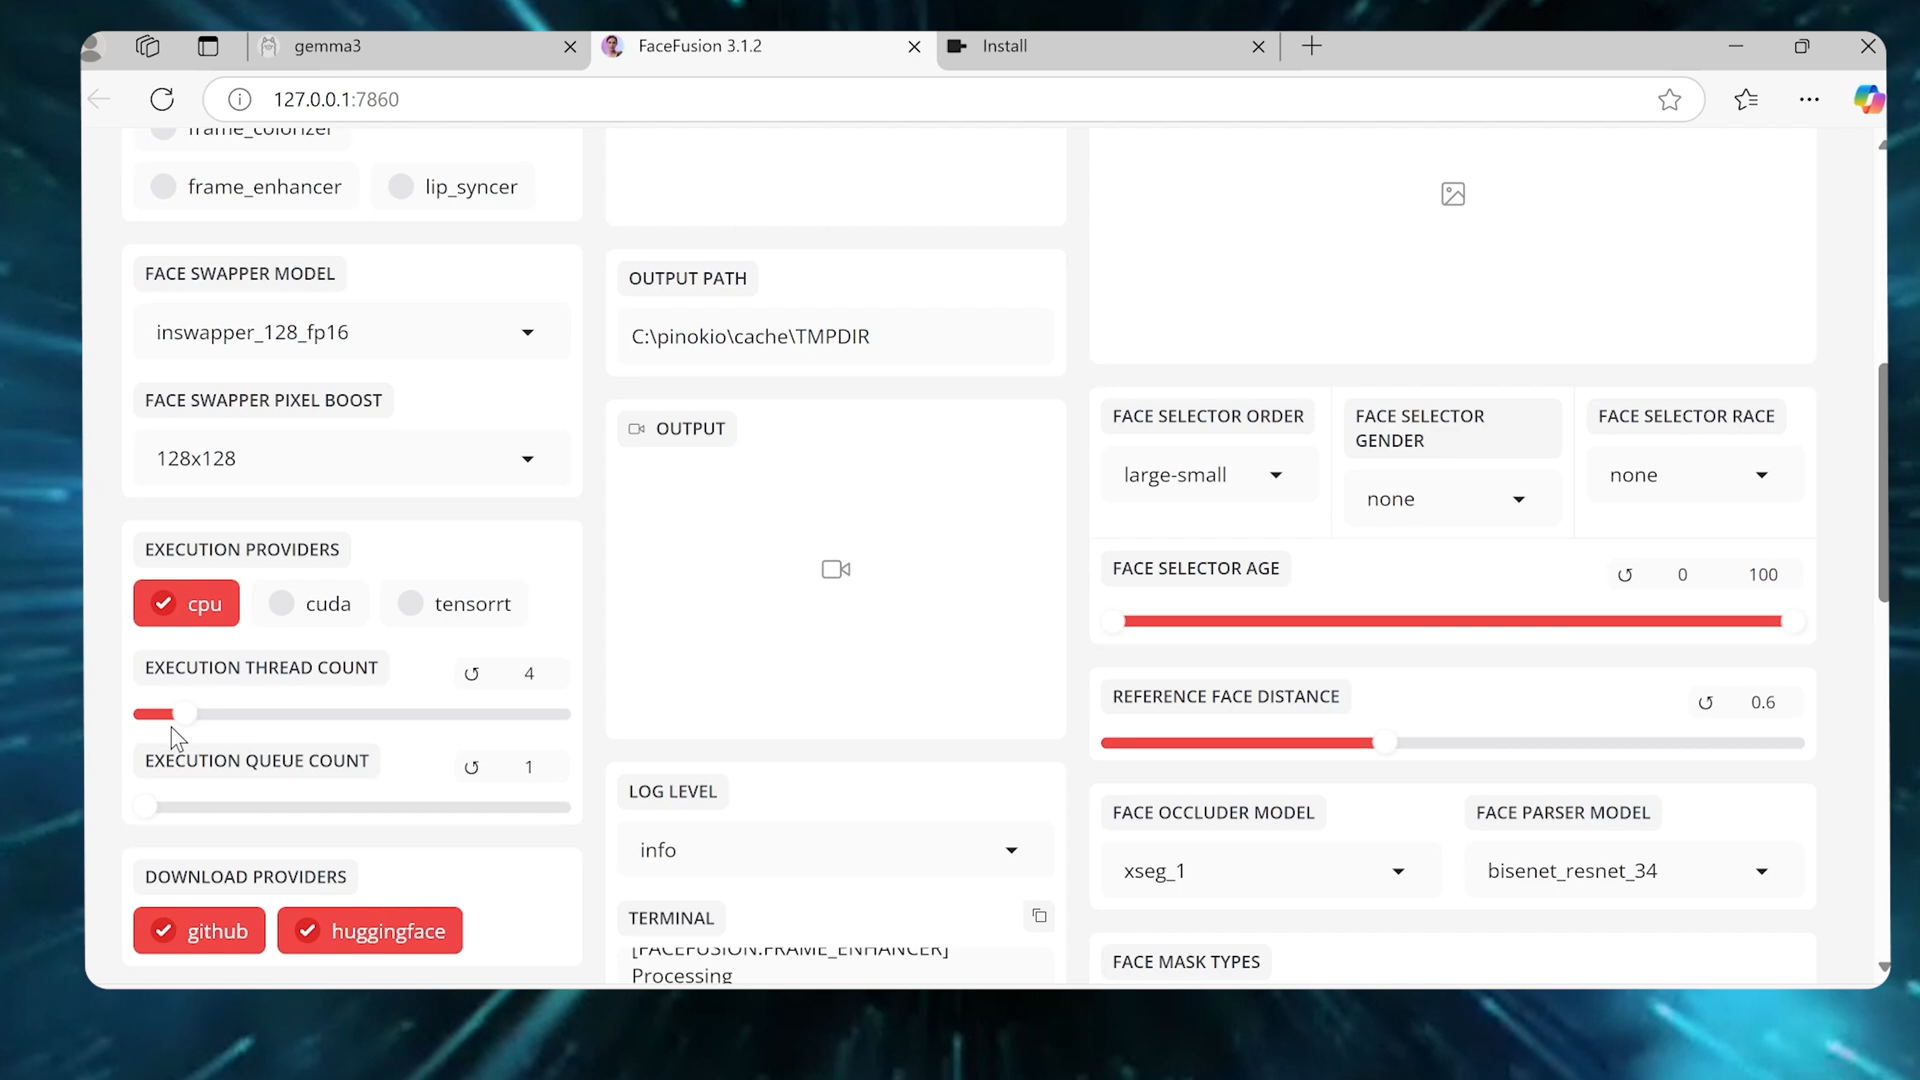 gemma3
FaceFusion 3.1.2
Install
127.0.0.1:7860
frame_colorizer
frame_enhancer
lip_syncer
FACE SWAPPER MODEL
inswapper_128_fp16
FACE SWAPPER PIXEL BOOST
128x128
EXECUTION PROVIDERS
cpu
cuda
tensorrt
EXECUTION THREAD COUNT
4
EXECUTION QUEUE COUNT
1
DOWNLOAD PROVIDERS
github
huggingface
OUTPUT PATH
C:\pinokio\cache\TMPDIR
OUTPUT
LOG LEVEL
info
TERMINAL
[FACEFUSION.FRAME_ENHANCER]
Processing
FACE SELECTOR ORDER
large-small
FACE SELECTOR
GENDER
none
FACE SELECTOR RACE
none
FACE SELECTOR AGE
0
100
REFERENCE FACE DISTANCE
0.6
FACE OCCLUDER MODEL
xseg_1
FACE PARSER MODEL
bisenet_resnet_34
FACE MASK TYPES